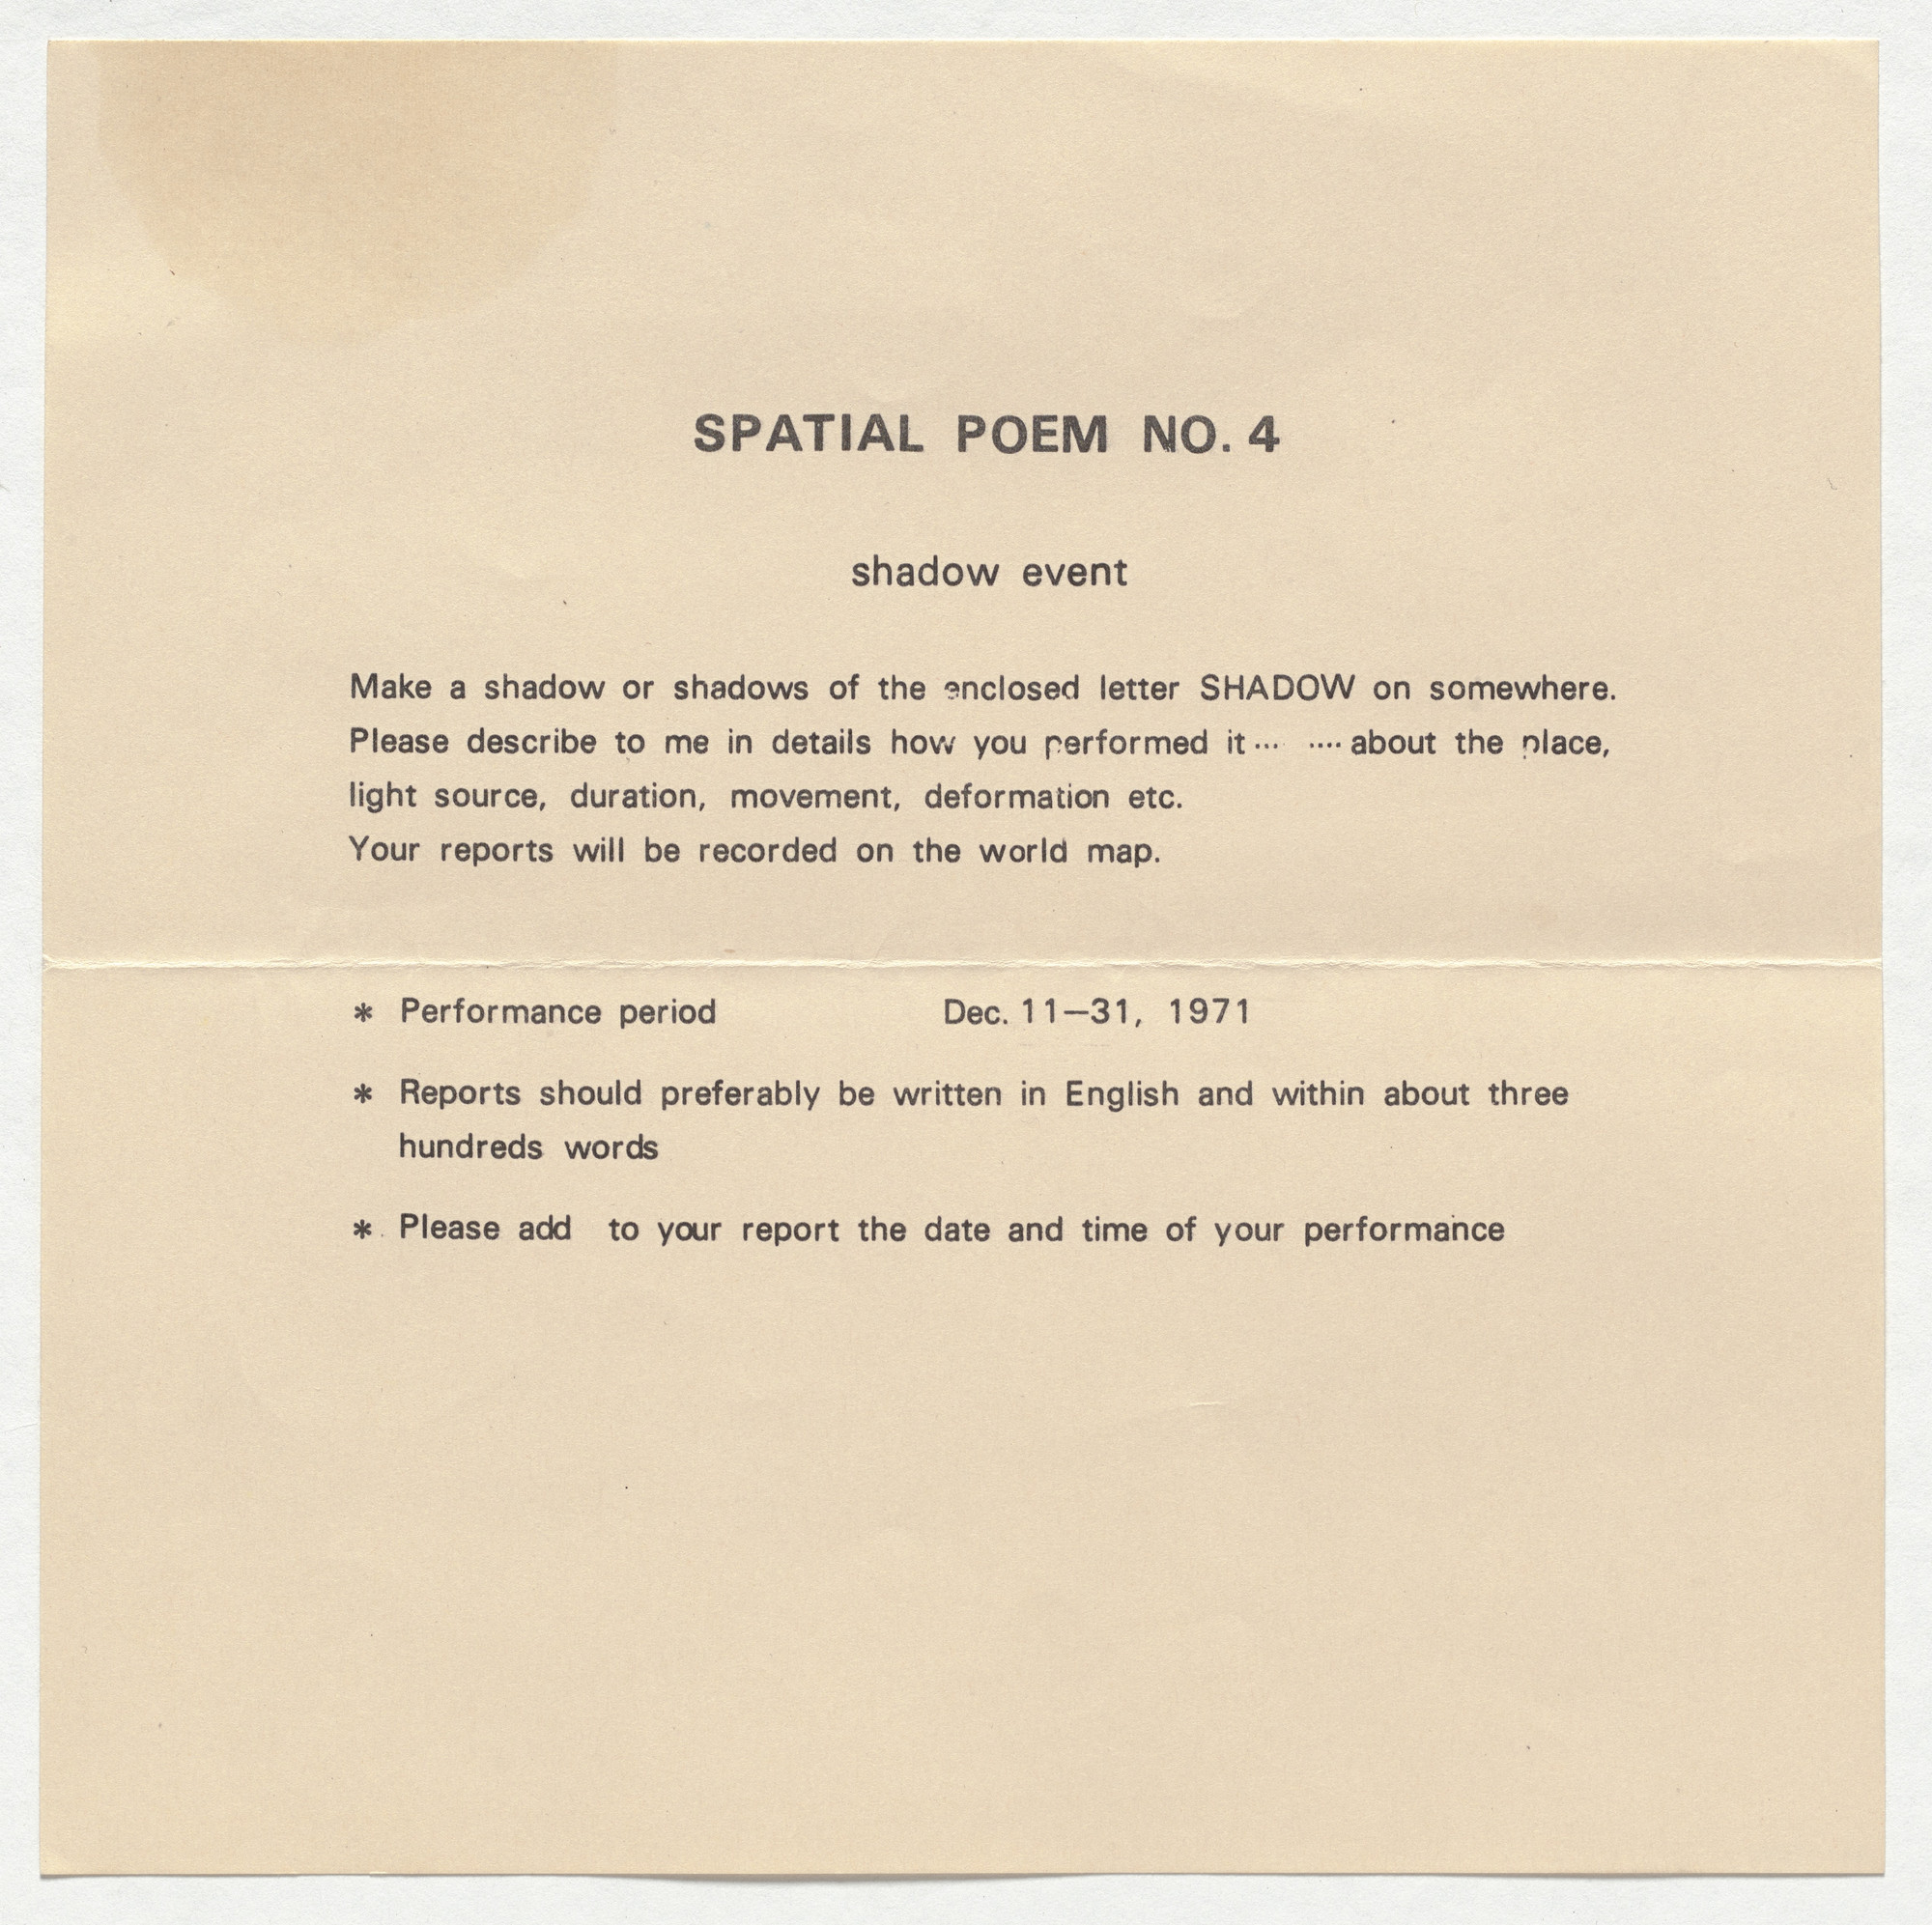 SPATIAL POEM NO. 4
shadow event
Make a shadow or shadows of the enclosed letter SHADOW on somewhere.
Please describe to me in details how you performed it... ....about the place,
light source, duration, movement, deformation etc.
Your reports will be recorded on the world map.
* Performance period Dec. 11—31, 1971
* Reports should preferably be written in English and within about three
hundreds words
* Please add to your report the date and time of your performance